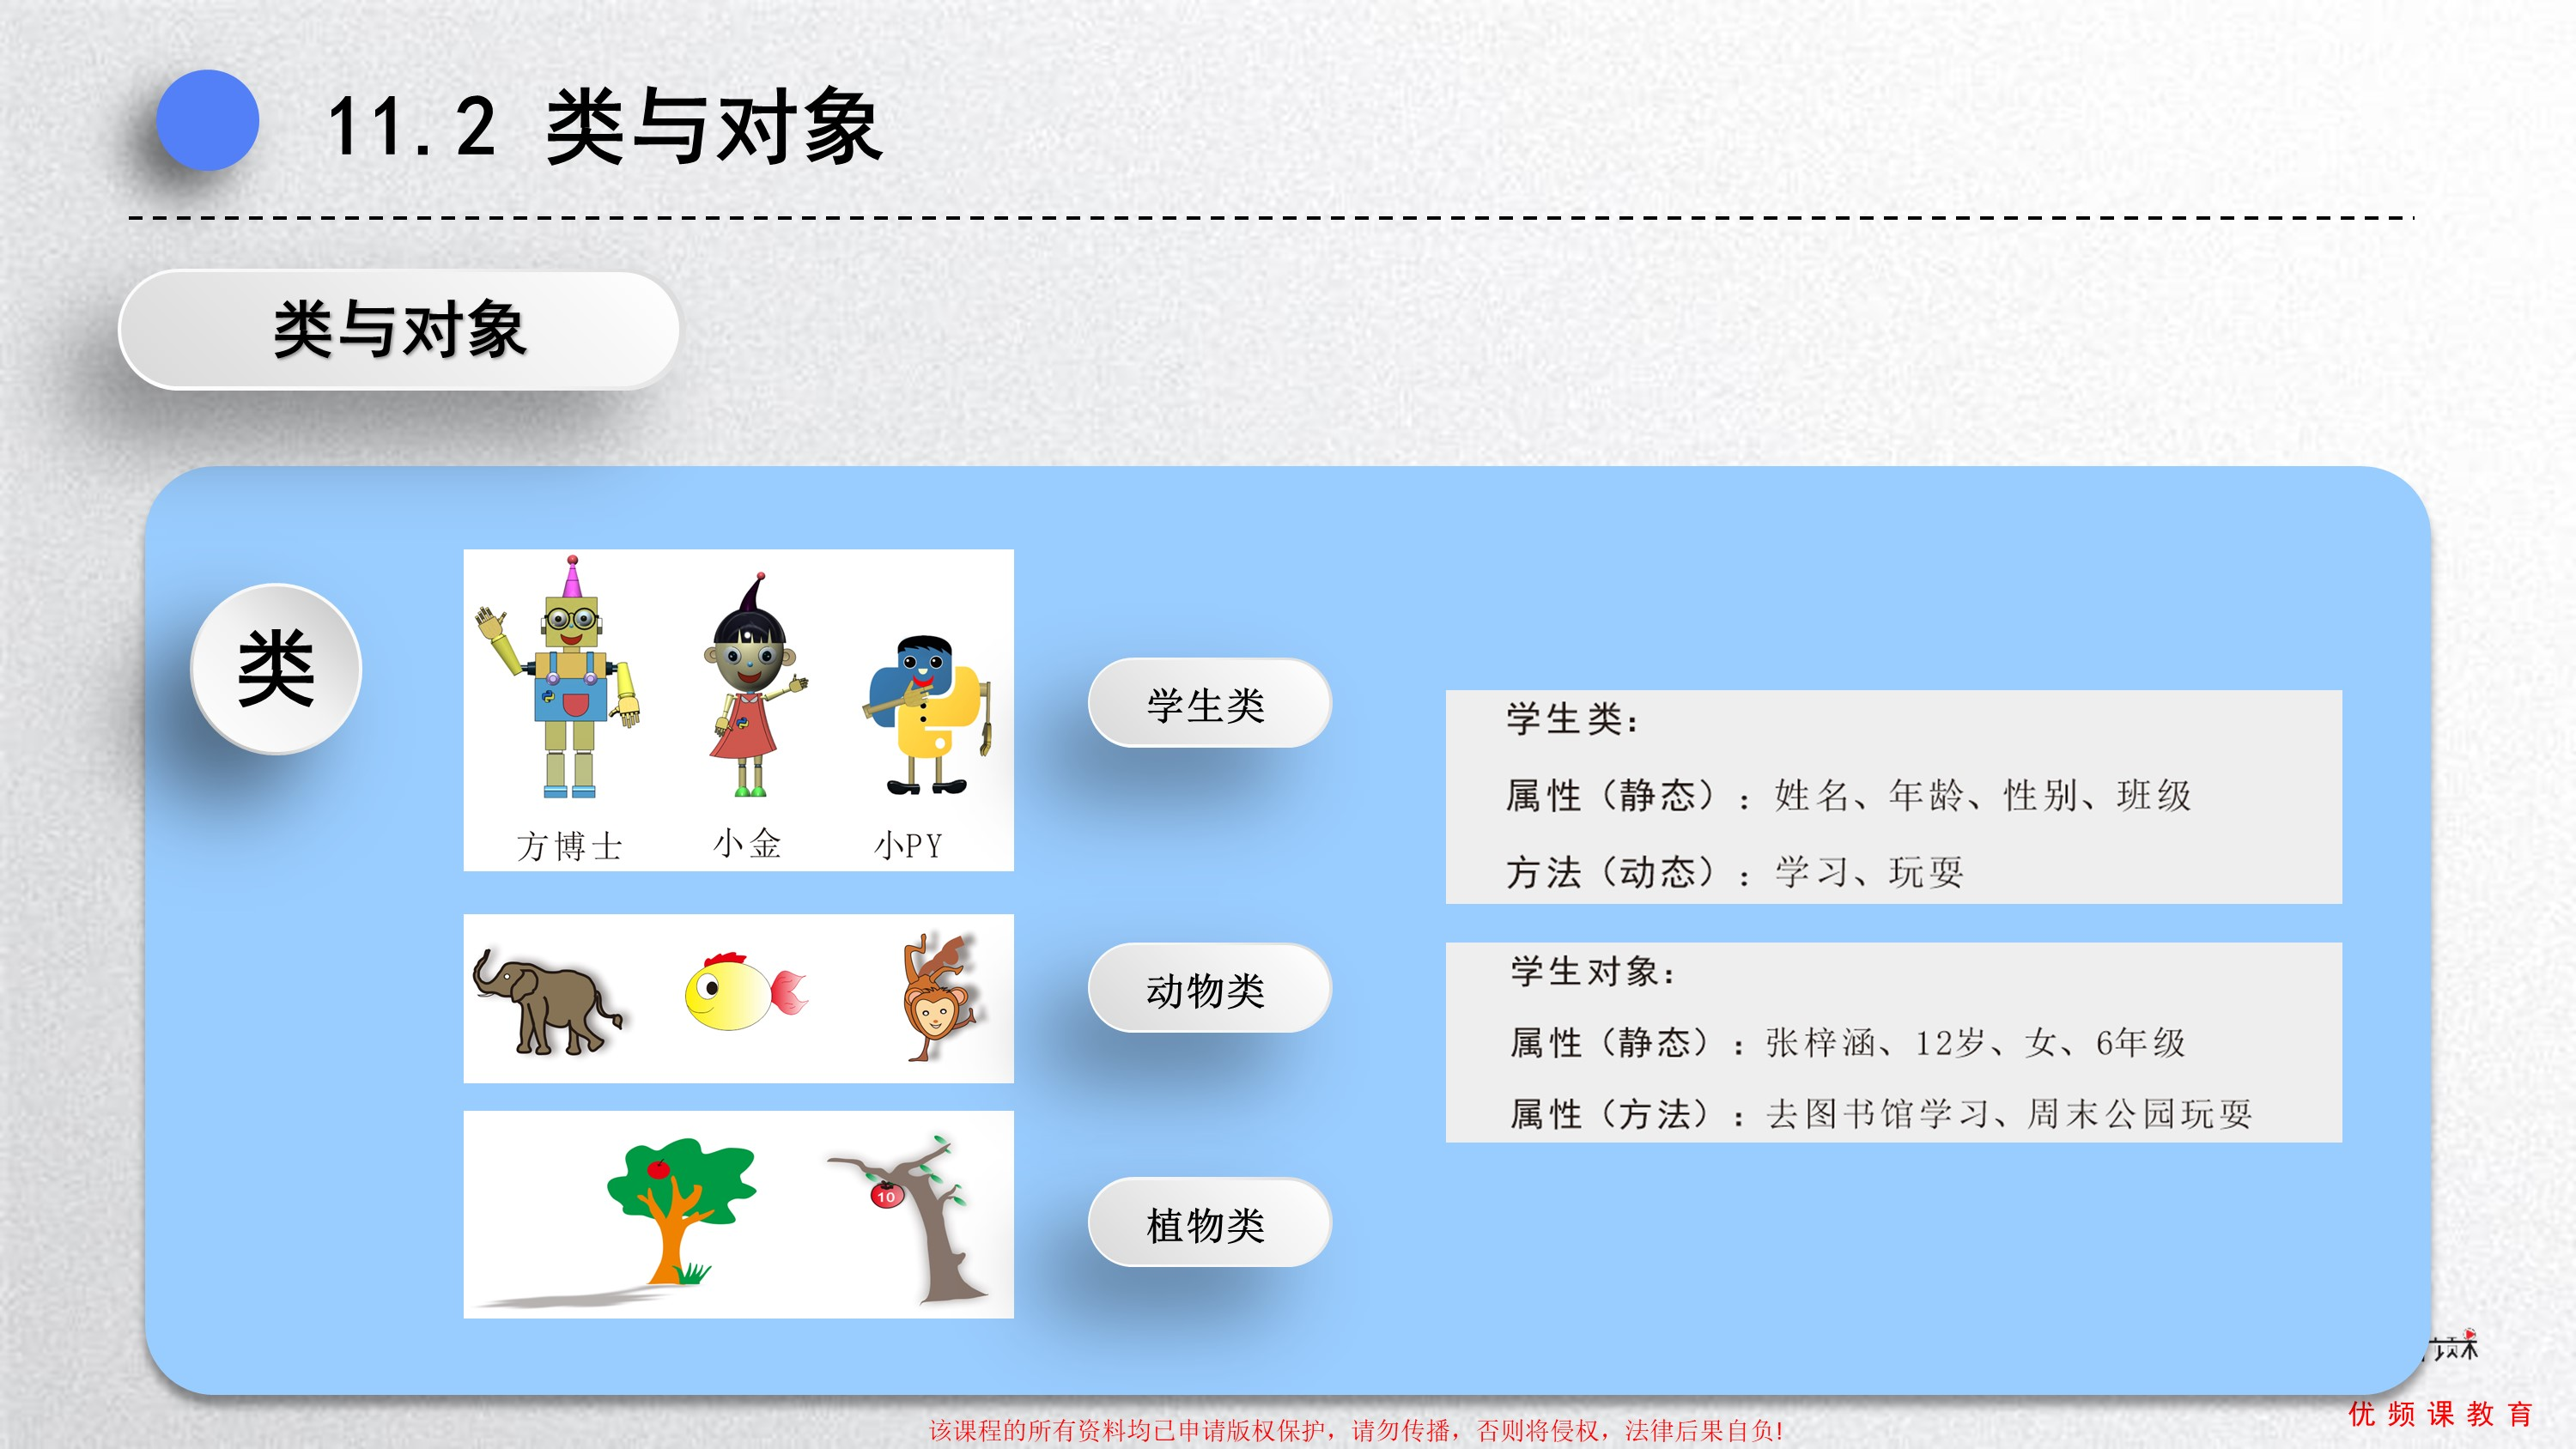 11.2 类与对象
类与对象
类
方博士
小金
小PY
学生类
动物类
10
植物类
学生类：
属性（静态）：姓名、年龄、性别、班级
方法（动态）：学习、玩耍
学生对象：
属性（静态）：张梓涵、12岁、女、6年级
属性（方法）：去图书馆学习、周末公园玩耍
优频课教育
该课程的所有资料均已申请版权保护，请勿传播，否则将侵权，法律后果自负!